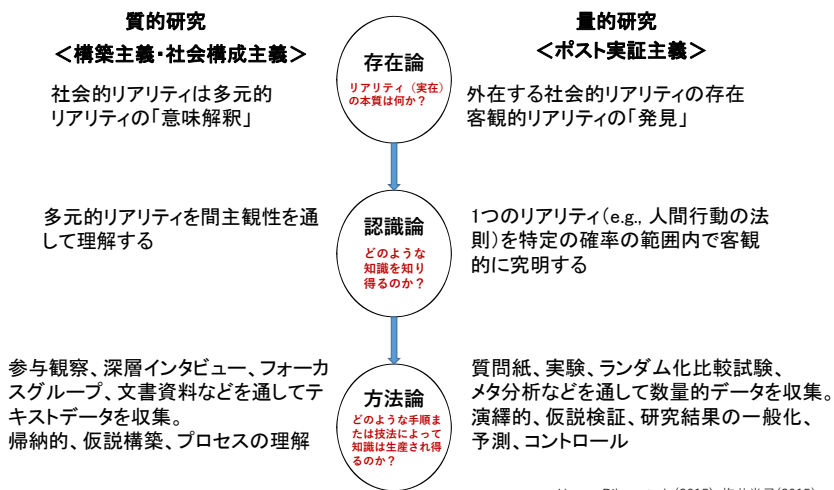 質的研究
<構築主義・社会構成主義>
社会的リアリティは多元的
リアリティの「意味解釈」
存在論
リアリティ(実在)
の本質は何か?
量的研究
<ポスト実証主義>
外在する社会的リアリティの存在
客観的リアリティの「発見」
多元的リアリティを間主観性を通
して理解する
認識論
どのような
知識を知り
得るのか?
1つのリアリティ(e.g., 人間行動の法
則)を特定の確率の範囲内で客観
的に究明する
参与観察、深層インタビュー、フォーカ
スグループ、文書資料などを通してテ
キストデータを収集。
帰納的、仮説構築、プロセスの理解
方法論
どのような手順ま
たは技法によって
知識は生産され得
るのか?
質問紙、実験、ランダム化比較試験、
メタ分析などを通して数量的データを収集。
演繹的、仮説検証、研究結果の一般化、
予測、コントロール